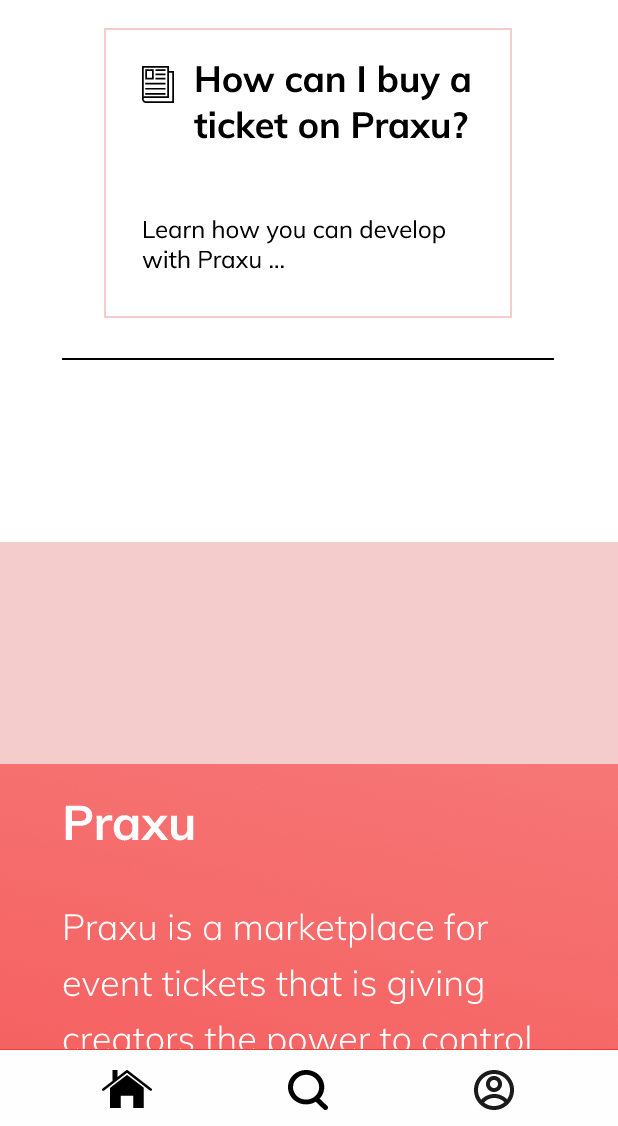 How can I buy a
ticket on Praxu?
Learn how you can develop
with Praxu ...
Praxu
Praxu is a marketplace for
event tickets that is giving
creators the power to control